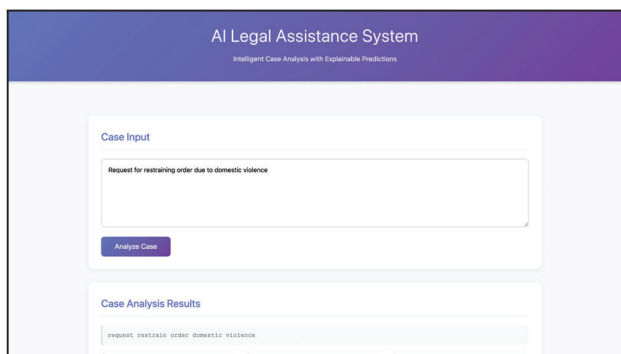 AI Legal Assistance System
Intelligent Case Analysis with Explainable Predictions
Case Input
Request for restraining order due to domestic violence
Analyze Case
Case Analysis Results
request restrain order domestic violence